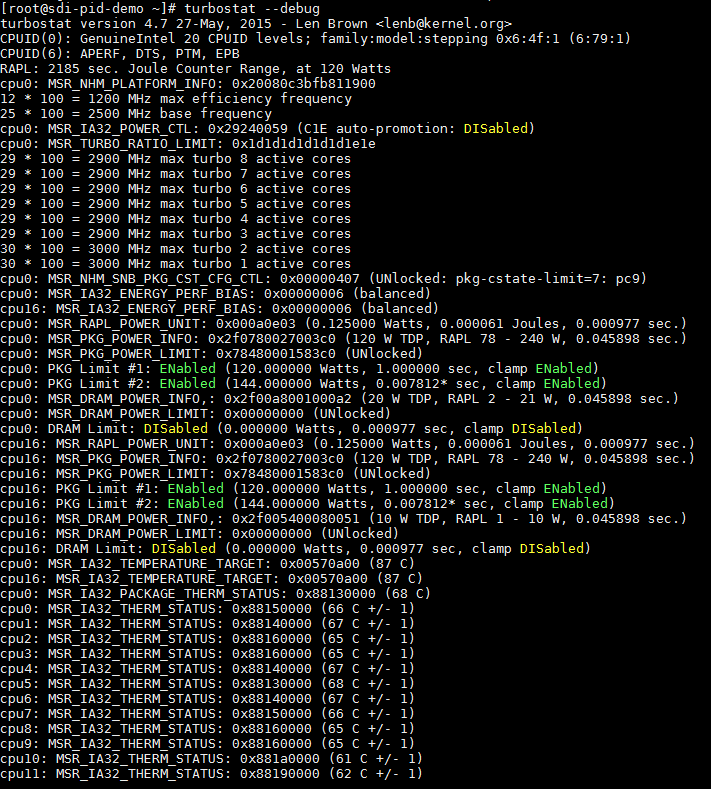 [root@sdi-pid-demo ~]# turbostat --debug
turbostat version 4.7 27-May, 2015 - Len Brown <lenb@kernel.org>
CPUID(0): GenuineIntel 20 CPUID levels; family:model:stepping 0x6:4f:1 (6:79:1)
CPUID(6): APERF, DTS, PTM, EPB
RAPL: 2185 sec. Joule Counter Range, at 120 Watts
cpu0: MSR_NHM_PLATFORM_INFO: 0x20080c3bfb811900
12 * 100 = 1200 MHz max efficiency frequency
25 * 100 = 2500 MHz base frequency
cpu0: MSR_IA32_POWER_CTL: 0x29240059 (C1E auto-promotion: DISabled)
cpu0: MSR_TURBO_RATIO_LIMIT: 0x1d1d1d1d1d1d1e1e
29 * 100 = 2900 MHz max turbo 8 active cores
29 * 100 = 2900 MHz max turbo 7 active cores
29 * 100 = 2900 MHz max turbo 6 active cores
29 * 100 = 2900 MHz max turbo 5 active cores
29 * 100 = 2900 MHz max turbo 4 active cores
29 * 100 = 2900 MHz max turbo 3 active cores
30 * 100 = 3000 MHz max turbo 2 active cores
30 * 100 = 3000 MHz max turbo 1 active cores
cpu0: MSR_NHM_SNB_PKG_CST_CFG_CTL: 0x00000407 (UNlocked: pkg-cstate-limit=7: pc9)
cpu0: MSR_IA32_ENERGY_PERF_BIAS: 0x00000006 (balanced)
cpu16: MSR_IA32_ENERGY_PERF_BIAS: 0x00000006 (balanced)
cpu0: MSR_RAPL_POWER_UNIT: 0x000a0e03 (0.125000 Watts, 0.000061 Joules, 0.000977 sec.)
cpu0: MSR_PKG_POWER_INFO: 0x2f0780027003c0 (120 W TDP, RAPL 78 - 240 W, 0.045898 sec.)
cpu0: MSR_PKG_POWER_LIMIT: 0x78480001583c0 (UNlocked)
cpu0: PKG Limit #1: ENabled (120.000000 Watts, 1.000000 sec, clamp ENabled)
cpu0: PKG Limit #2: ENabled (144.000000 Watts, 0.007812* sec, clamp ENabled)
cpu0: MSR_DRAM_POWER_INFO,: 0x2f00a8001000a2 (20 W TDP, RAPL 2 - 21 W, 0.045898 sec.)
cpu0: MSR_DRAM_POWER_LIMIT: 0x00000000 (UNlocked)
cpu0: DRAM Limit: DISabled (0.000000 Watts, 0.000977 sec, clamp DISabled)
cpu16: MSR_RAPL_POWER_UNIT: 0x000a0e03 (0.125000 Watts, 0.000061 Joules, 0.000977 sec.)
cpu16: MSR_PKG_POWER_INFO: 0x2f0780027003c0 (120 W TDP, RAPL 78 - 240 W, 0.045898 sec.)
cpu16: MSR_PKG_POWER_LIMIT: 0x78480001583c0 (UNlocked)
cpu16: PKG Limit #1: ENabled (120.000000 Watts, 1.000000 sec, clamp ENabled)
cpu16: PKG Limit #2: ENabled (144.000000 Watts, 0.007812* sec, clamp ENabled)
cpu16: MSR_DRAM_POWER_INFO,: 0x2f005400080051 (10 W TDP, RAPL 1 - 10 W, 0.045898 sec.)
cpu16: MSR_DRAM_POWER_LIMIT: 0x00000000 (UNlocked)
cpu16: DRAM Limit: DISabled (0.000000 Watts, 0.000977 sec, clamp DISabled)
cpu0: MSR_IA32_TEMPERATURE_TARGET: 0x00570a00 (87 C)
cpu16: MSR_IA32_TEMPERATURE_TARGET: 0x00570a00 (87 C)
cpu0: MSR_IA32_PACKAGE_THERM_STATUS: 0x88130000 (68 C)
cpu0: MSR_IA32_THERM_STATUS: 0x88150000 (66 C +/- 1)
cpu1: MSR_IA32_THERM_STATUS: 0x88140000 (67 C +/- 1)
cpu2: MSR_IA32_THERM_STATUS: 0x88160000 (65 C +/- 1)
cpu3: MSR_IA32_THERM_STATUS: 0x88160000 (65 C +/- 1)
cpu4: MSR_IA32_THERM_STATUS: 0x88140000 (67 C +/- 1)
cpu5: MSR_IA32_THERM_STATUS: 0x88130000 (68 C +/- 1)
cpu6: MSR_IA32_THERM_STATUS: 0x88140000 (67 C +/- 1)
cpu7: MSR_IA32_THERM_STATUS: 0x88150000 (66 C +/- 1)
cpu8: MSR_IA32_THERM_STATUS: 0x88160000 (65 C +/- 1)
cpu9: MSR_IA32_THERM_STATUS: 0x88160000 (65 C +/- 1)
cpu10: MSR_IA32_THERM_STATUS: 0x881a0000 (61 C +/- 1)
cpu11: MSR_IA32_THERM_STATUS: 0x88190000 (62 C +/- 1)